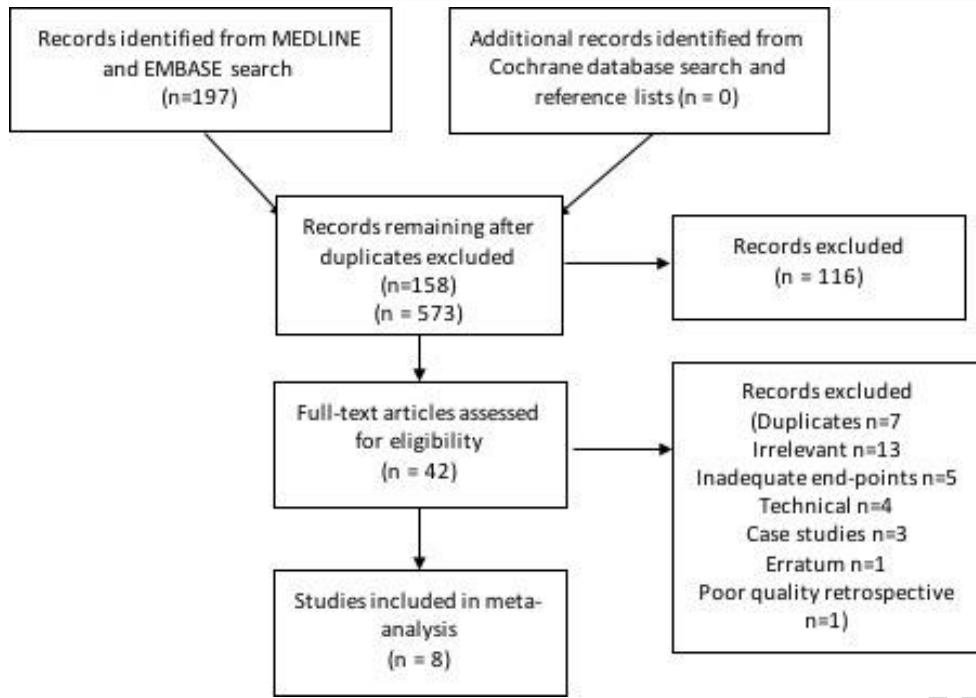 Records identified from MEDLINE
and EMBASE search
(n=197)
Additional records identified from
Cochrane database search and
reference lists (n = 0)
Records remaining after
duplicates excluded
(n=158)
(n = 573)
Records excluded
(n = 116)
Full-text articles assessed
for eligibility
(n = 42)
Records excluded
(Duplicates n=7
Irrelevant n=13
Inadequate end-points n=5
Technical n=4
Case studies n=3
Erratum n=1
Poor quality retrospective
n=1)
Studies included in meta-
analysis
(n = 8)